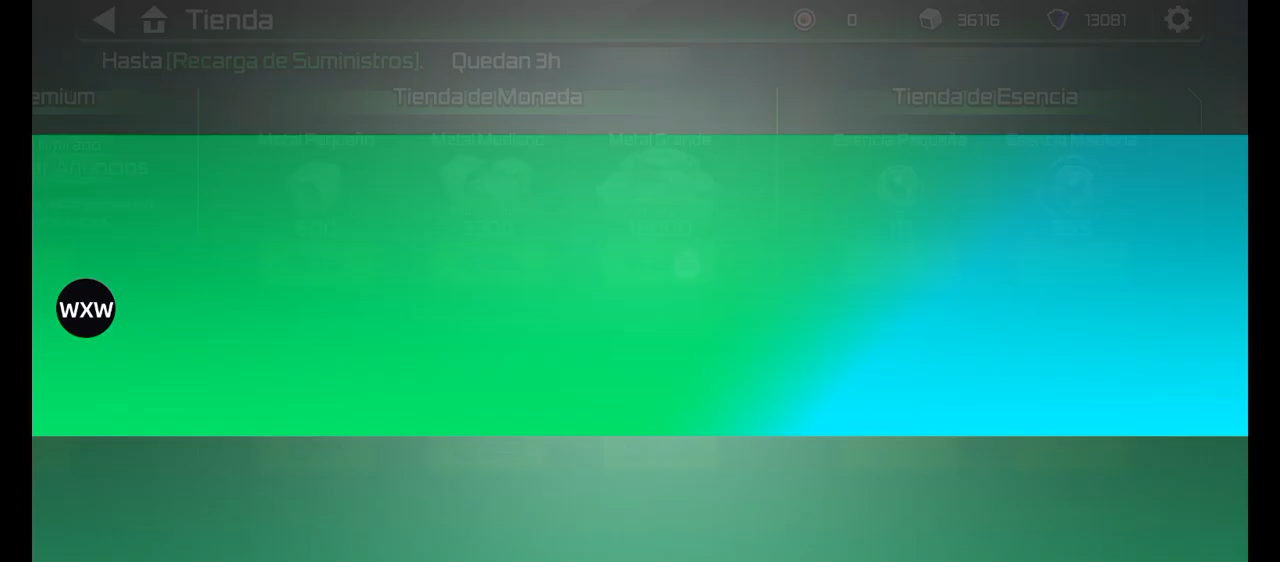 Tienda 0 36116 13081
Hasta [Recarga de Suministros]. Quedan 3h
emium Tienda de Moneda Tienda de Esencia
Metal Pequeño Metal Mediano Metal Grande Esencia Pequeña Esencia Mediana
WXW